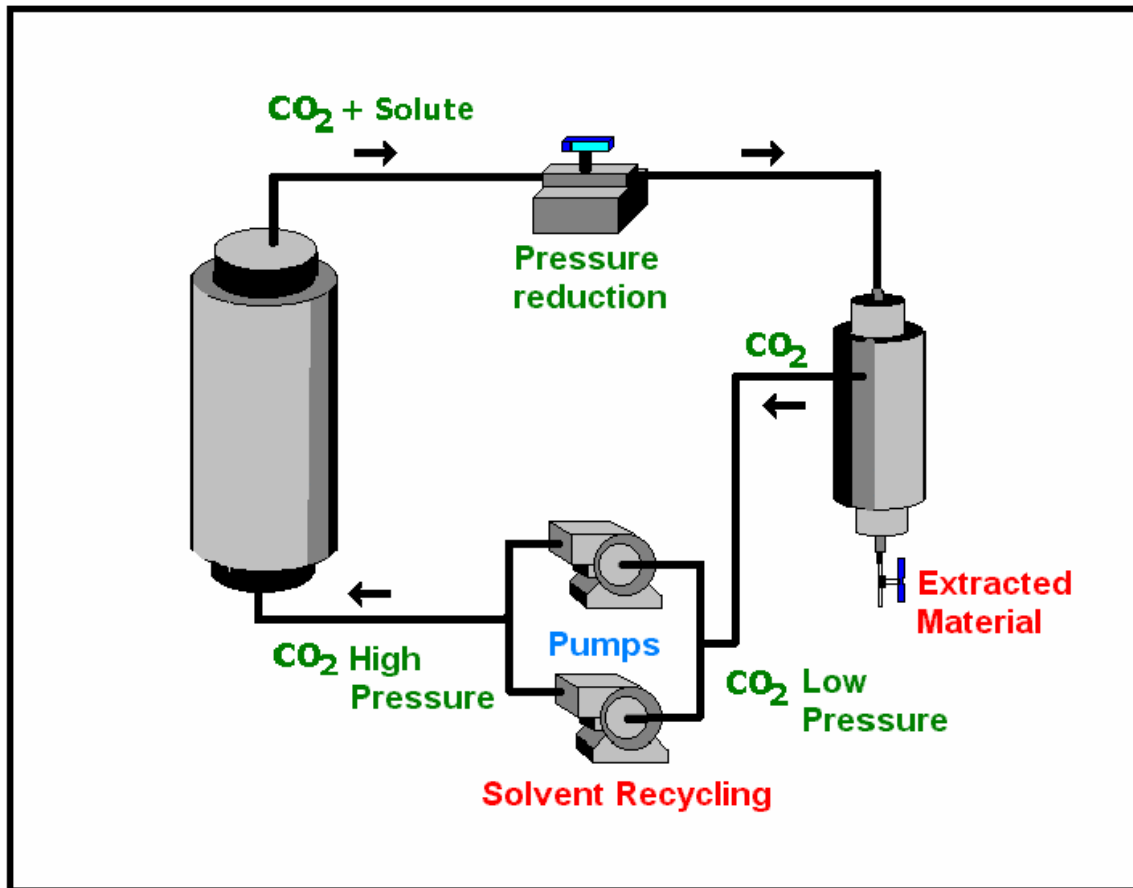 CO2 + Solute
Pressure
reduction
CO2
Extracted
Material
Pumps
CO2 High
Pressure
CO2 Low
Pressure
Solvent Recycling